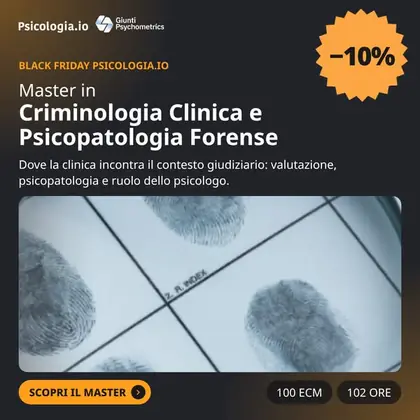 Psicologia.io
Giunti
Psychometrics
–10%
BLACK FRIDAY PSICOLOGIA.IO
Master in
Criminologia Clinica e
Psicopatologia Forense
Dove la clinica incontra il contesto giudiziario: valutazione,
psicopatologia e ruolo dello psicologo.
2. R. INDEX
SCOPRI IL MASTER
100 ECM
102 ORE